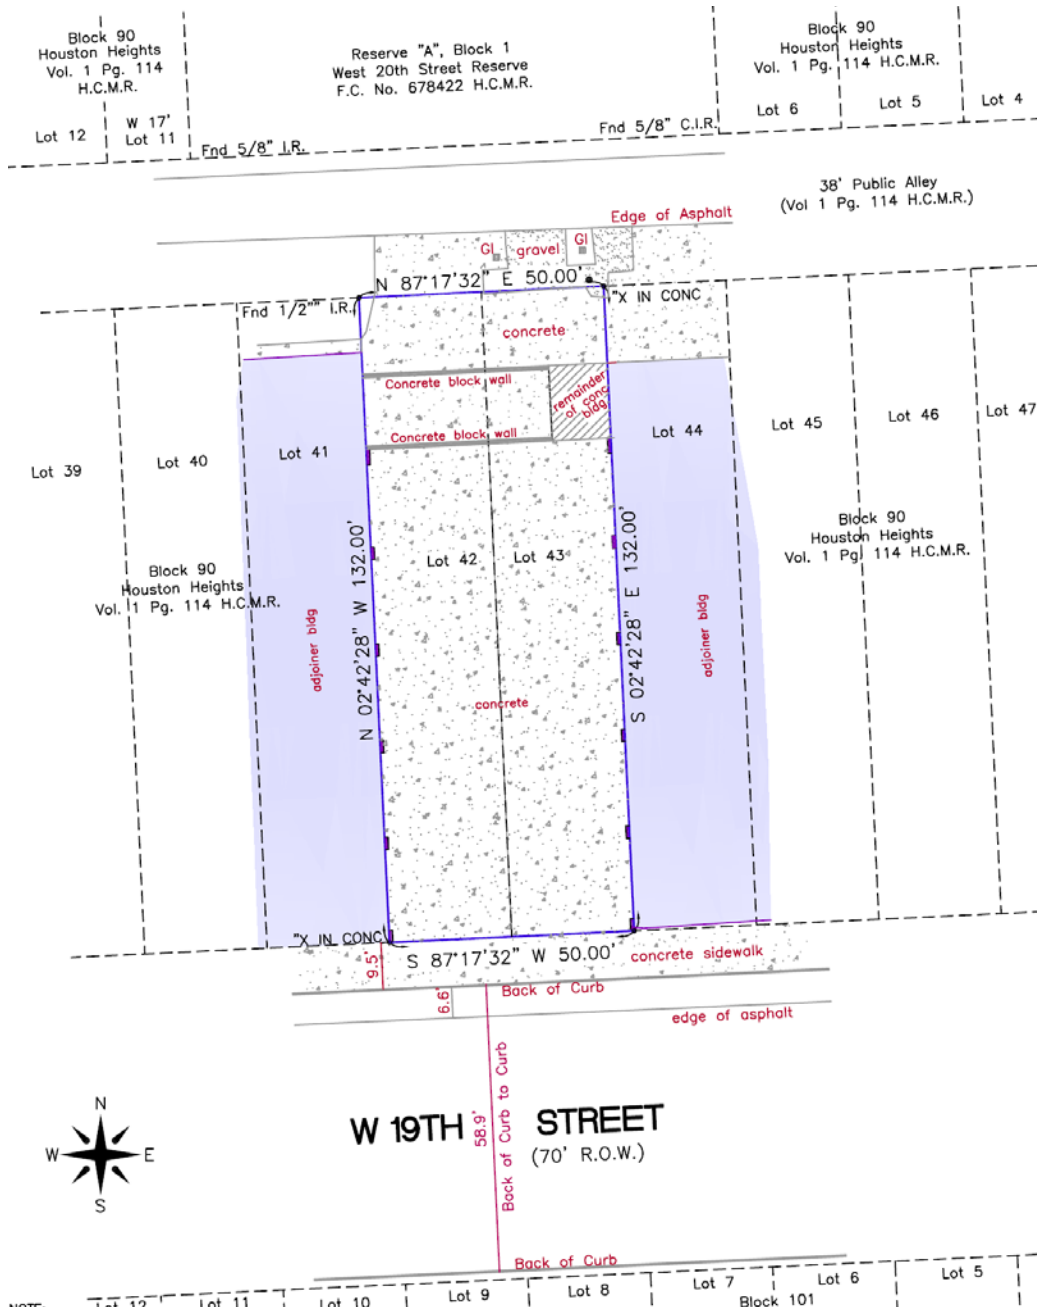 Block 90
Houston Heights
Vol. 1 Pg. 114
H.C.M.R.
Lot 12
W 17'
Lot 11
Reserve "A", Block 1
West 20th Street Reserve
F.C. No. 678422 H.C.M.R.
Block 90
Houston Heights
Vol. 1 Pg. 114 H.C.M.R.
Lot 6
Lot 5
Lot 4
Fnd 5/8" I.R.
Fnd 5/8" C.I.R.
38' Public Alley
(Vol 1 Pg. 114 H.C.M.R.)
Edge of Asphalt
GI
gravel
GI
N 87°17'32" E 50.00'
Fnd 1/2"" I.R.
"X IN CONC
concrete
Concrete block wall
remainder
of conc
bldg
Concrete block wall
Lot 39
Lot 40
Lot 41
Lot 44
Lot 45
Lot 46
Lot 47
Lot 42
Lot 43
N 02°42'28" W 132.00'
S 02°42'28" E 132.00'
Block 90
Houston Heights
Vol. 1 Pg. 114 H.C.M.R.
Block 90
Houston Heights
Vol. 1 Pg. 114 H.C.M.R.
adjoiner bldg
adjoiner bldg
concrete
"X IN CONC
S 87°17'32" W 50.00'
concrete sidewalk
9.5'
6.6'
Back of Curb
edge of asphalt
58.9'
Back of Curb to Curb
W 19TH STREET
(70' R.O.W.)
N
W
E
S
Back of Curb
NOTE:
Lot 12
Lot 11
Lot 10
Lot 9
Lot 8
Lot 7
Lot 6
Lot 5
Block 101